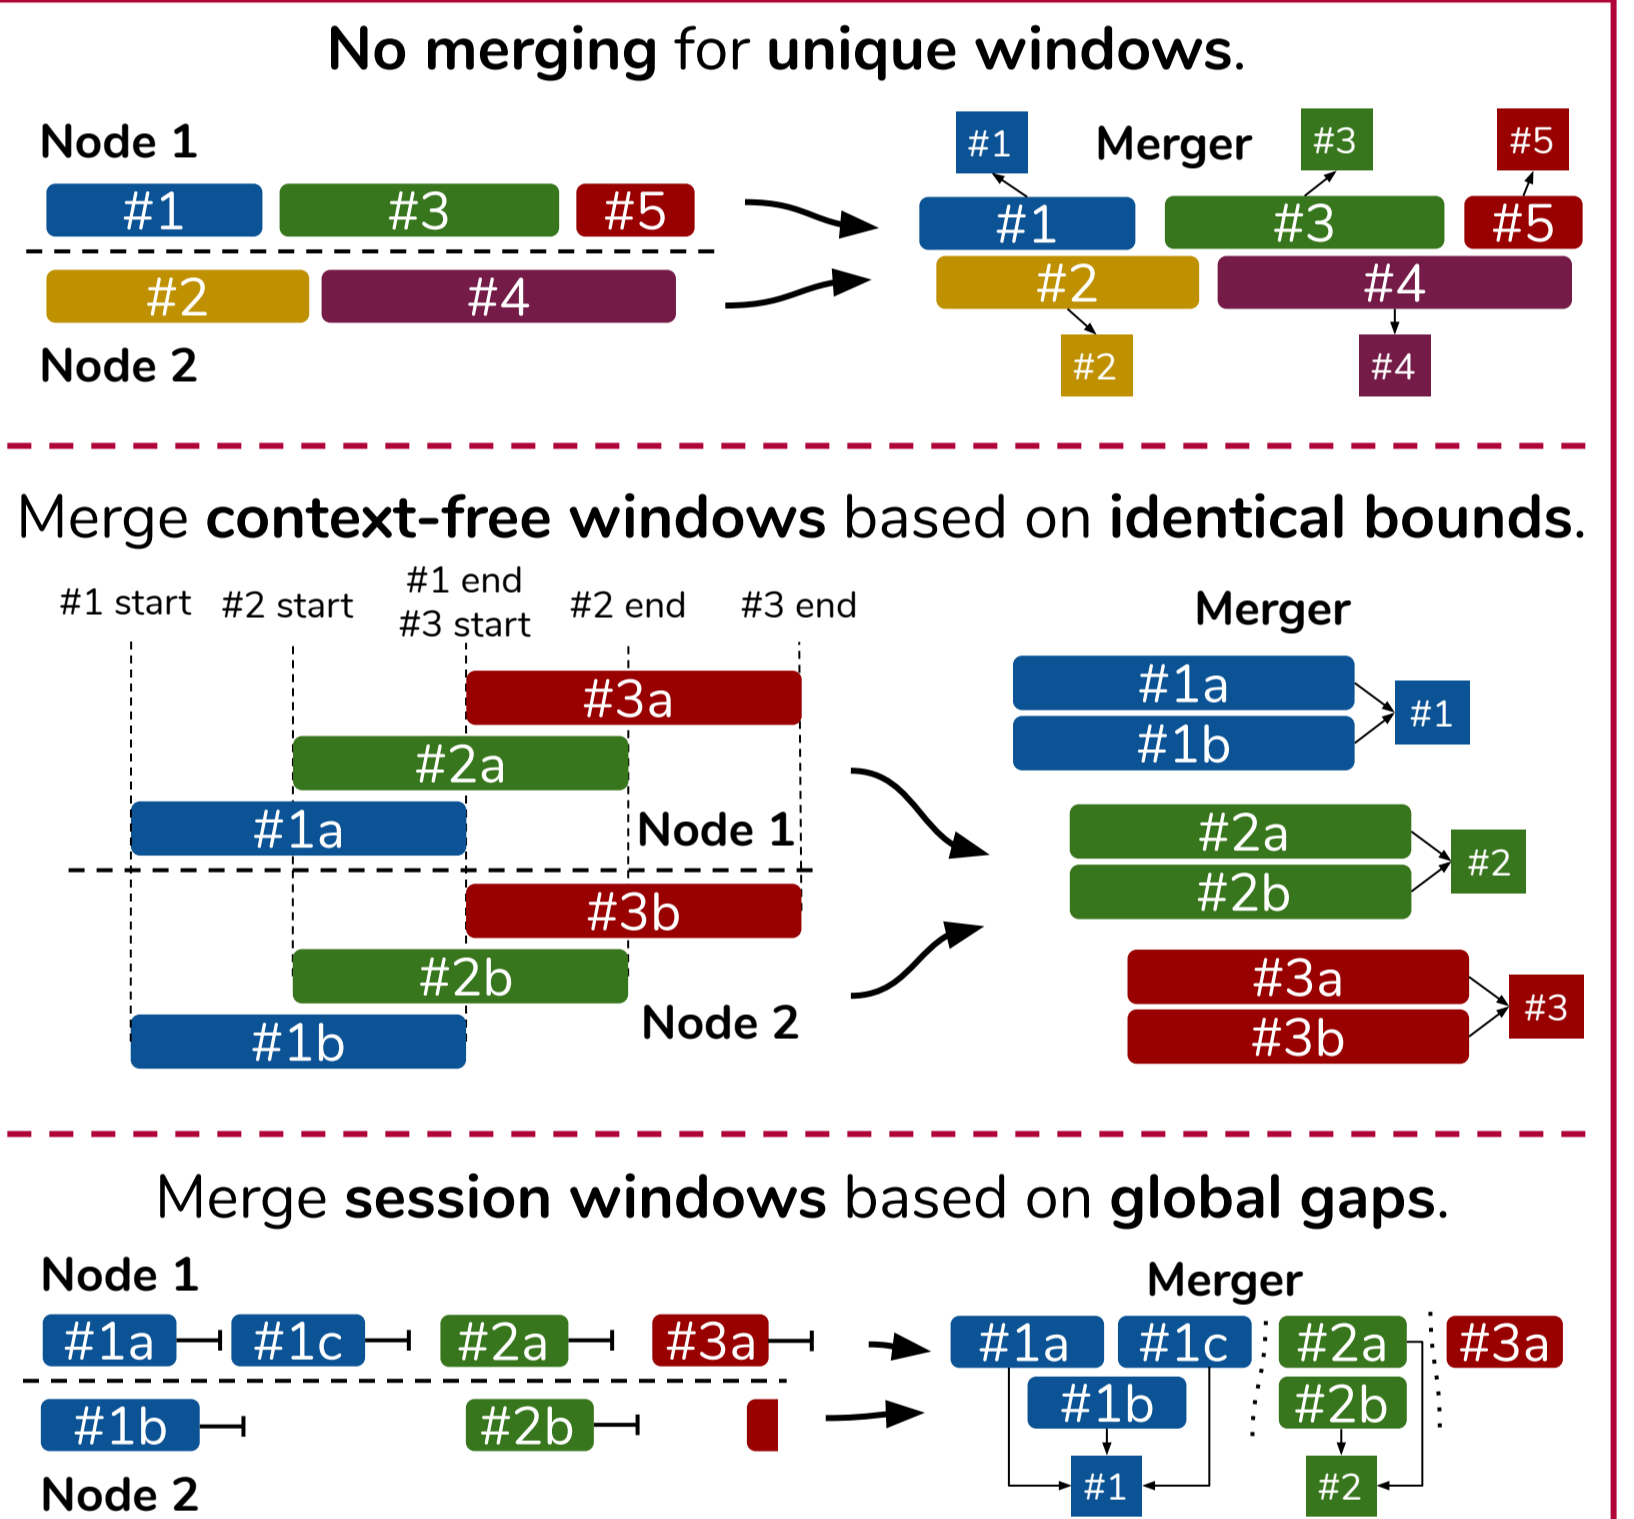 No merging for unique windows.
Node 1
#1 #3 #5
#2 #4
Node 2
#1 Merger #3 #5
#1 #3 #5
#2 #4
#2 #4
Merge context-free windows based on identical bounds.
#1 start #2 start #1 end #2 end #3 end
#3 start
#3a
#2a
#1a Node 1
#3b
#2b
Node 2
#1b
Merger
#1a
#1
#1b
#2a
#2
#2b
#3a
#3
#3b
Merge session windows based on global gaps.
Node 1
#1a #1c #2a #3a
#1b #2b
Node 2
Merger
#1a #1c #2a #3a
#1b #2b
#1 #2